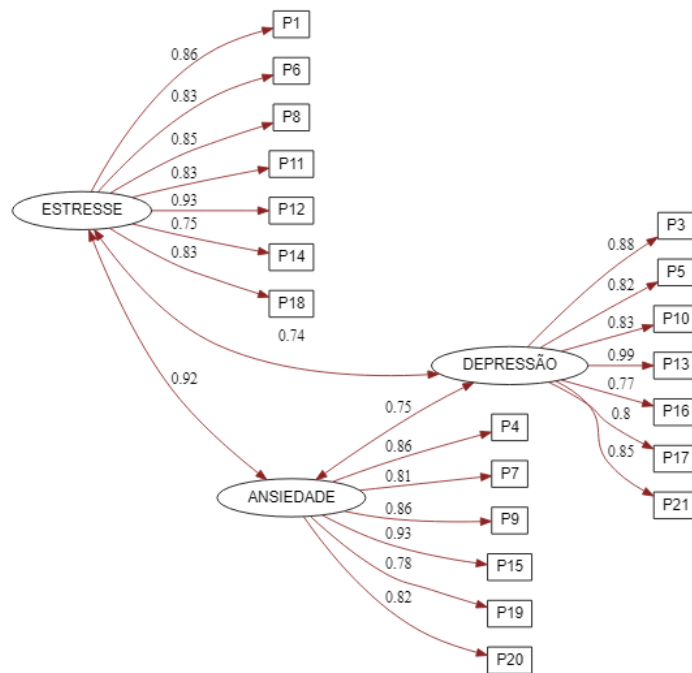 P1
0.86
P6
0.83
P8
0.85
P11
0.83
P12
0.93
P14
0.75
P18
0.83
ESTRESSE
0.74
0.92
P3
0.88
P5
0.82
P10
0.83
P13
0.99
P16
0.77
P17
0.8
P21
0.85
DEPRESSÃO
0.75
P4
0.86
P7
0.81
P9
0.86
P15
0.93
P19
0.78
P20
0.82
ANSIEDADE